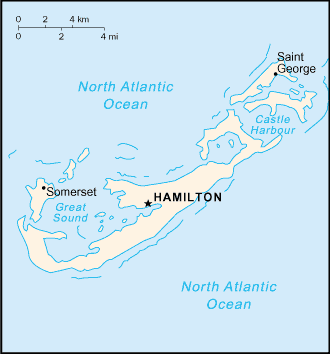 0 2 4 km
0 2 4 mi
Saint
George
North Atlantic
Ocean
Castle
Harbour
Somerset
Great
Sound
HAMILTON
North Atlantic
Ocean